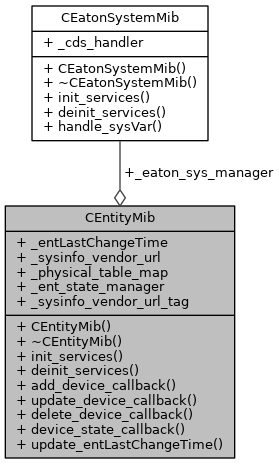 CEatonSystemMib
+ _cds_handler
+ CEatonSystemMib()
+ ~CEatonSystemMib()
+ init_services()
+ deinit_services()
+ handle_sysVar()
+_eaton_sys_manager
CEntityMib
+ _entLastChangeTime
+ _sysinfo_vendor_url
+ _physical_table_map
+ _ent_state_manager
+ _sysinfo_vendor_url_tag
+ CEntityMib()
+ ~CEntityMib()
+ init_services()
+ deinit_services()
+ add_device_callback()
+ update_device_callback()
+ delete_device_callback()
+ device_state_callback()
+ update_entLastChangeTime()